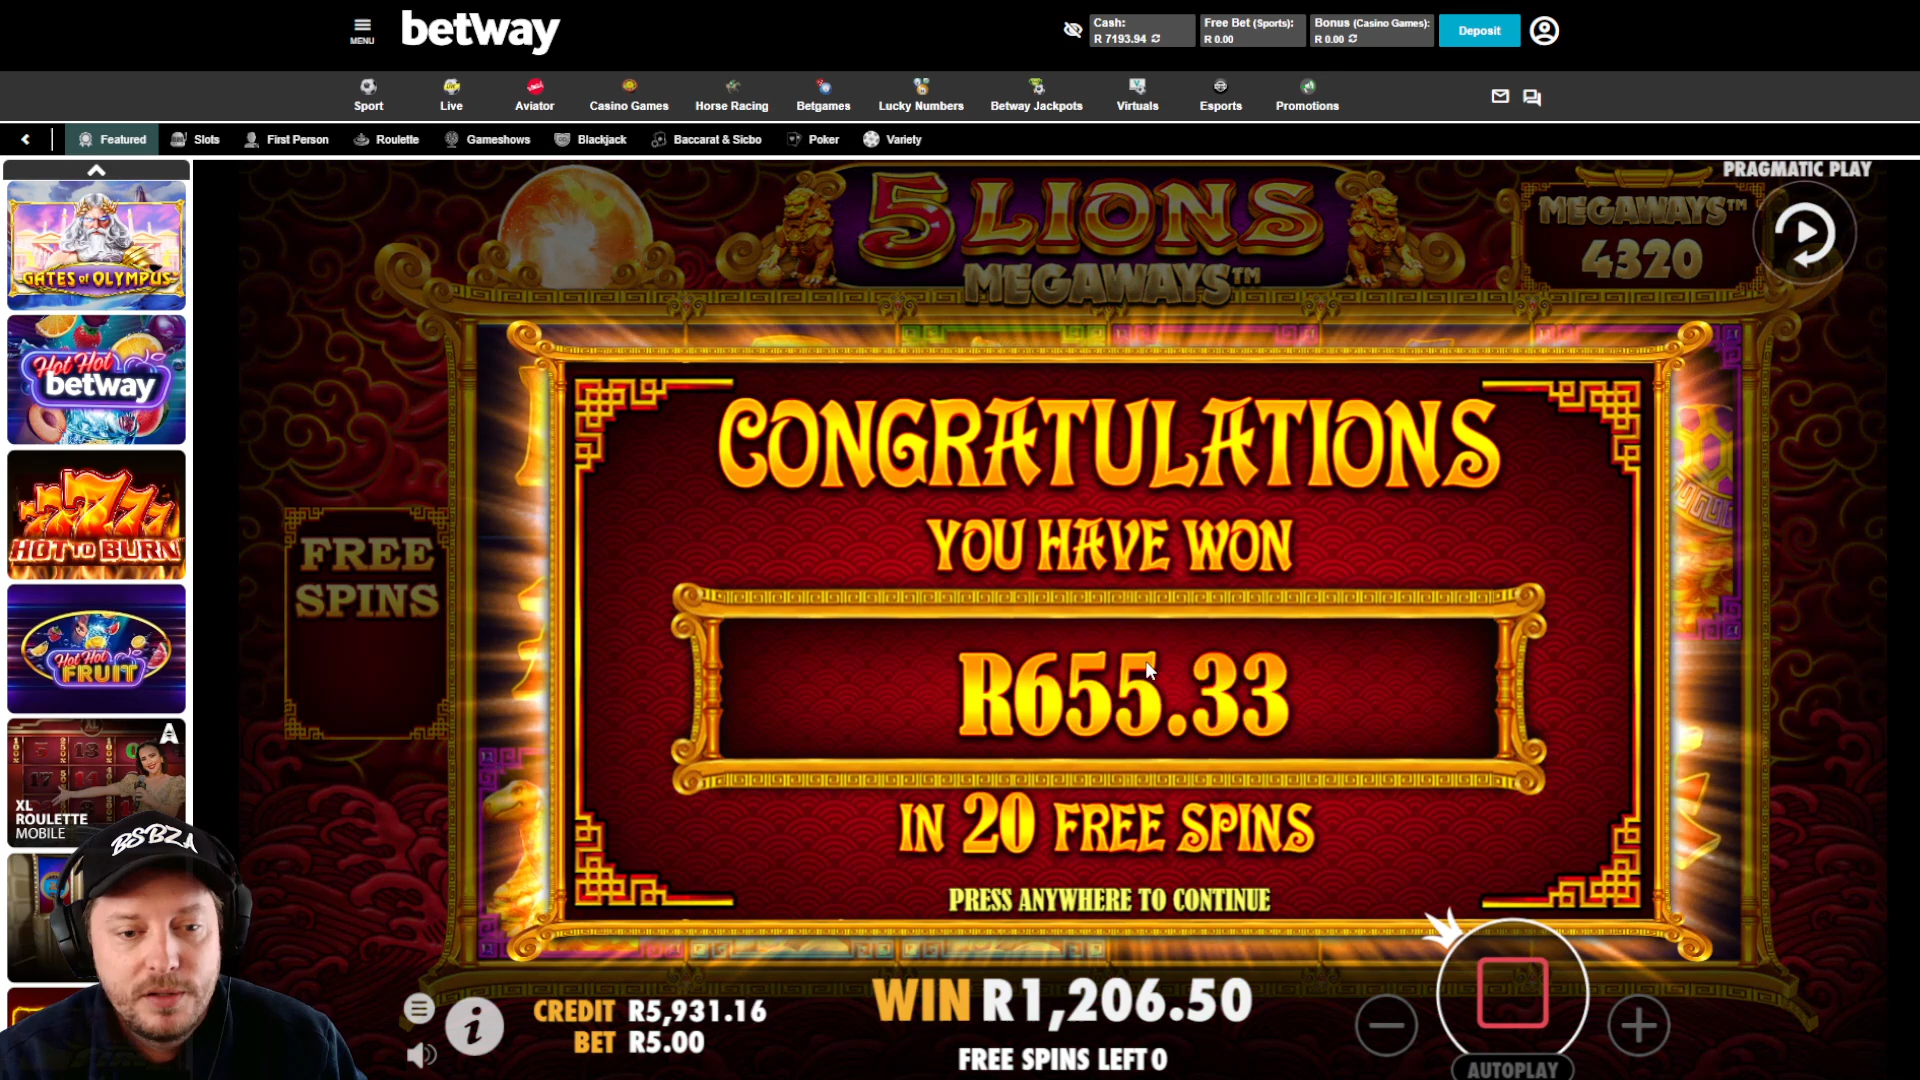 MENU
betway
Cash:
R 7193.94
Free Bet (Sports):
R 0.00
Bonus (Casino Games):
R 0.00
Deposit
Sport
Live
Aviator
Casino Games
Horse Racing
Betgames
Lucky Numbers
Betway Jackpots
Virtuals
Esports
Promotions
Featured
Slots
First Person
Roulette
Gameshows
Blackjack
Baccarat & Sicbo
Poker
Variety
PRAGMATIC PLAY
5 LIONS
MEGAWAYS™
MEGAWAYS™
4320
GATES of OLYMPUS
Hot Hot
betway
HOT TO BURN
Hot Hot
FRUIT
XL
ROULETTE
MOBILE
BSBZA
FREE
SPINS
CONGRATULATIONS
YOU HAVE WON
R655.33
IN 20 FREE SPINS
PRESS ANYWHERE TO CONTINUE
CREDIT R5,931.16
BET R5.00
WIN R1,206.50
FREE SPINS LEFT 0
AUTOPLAY